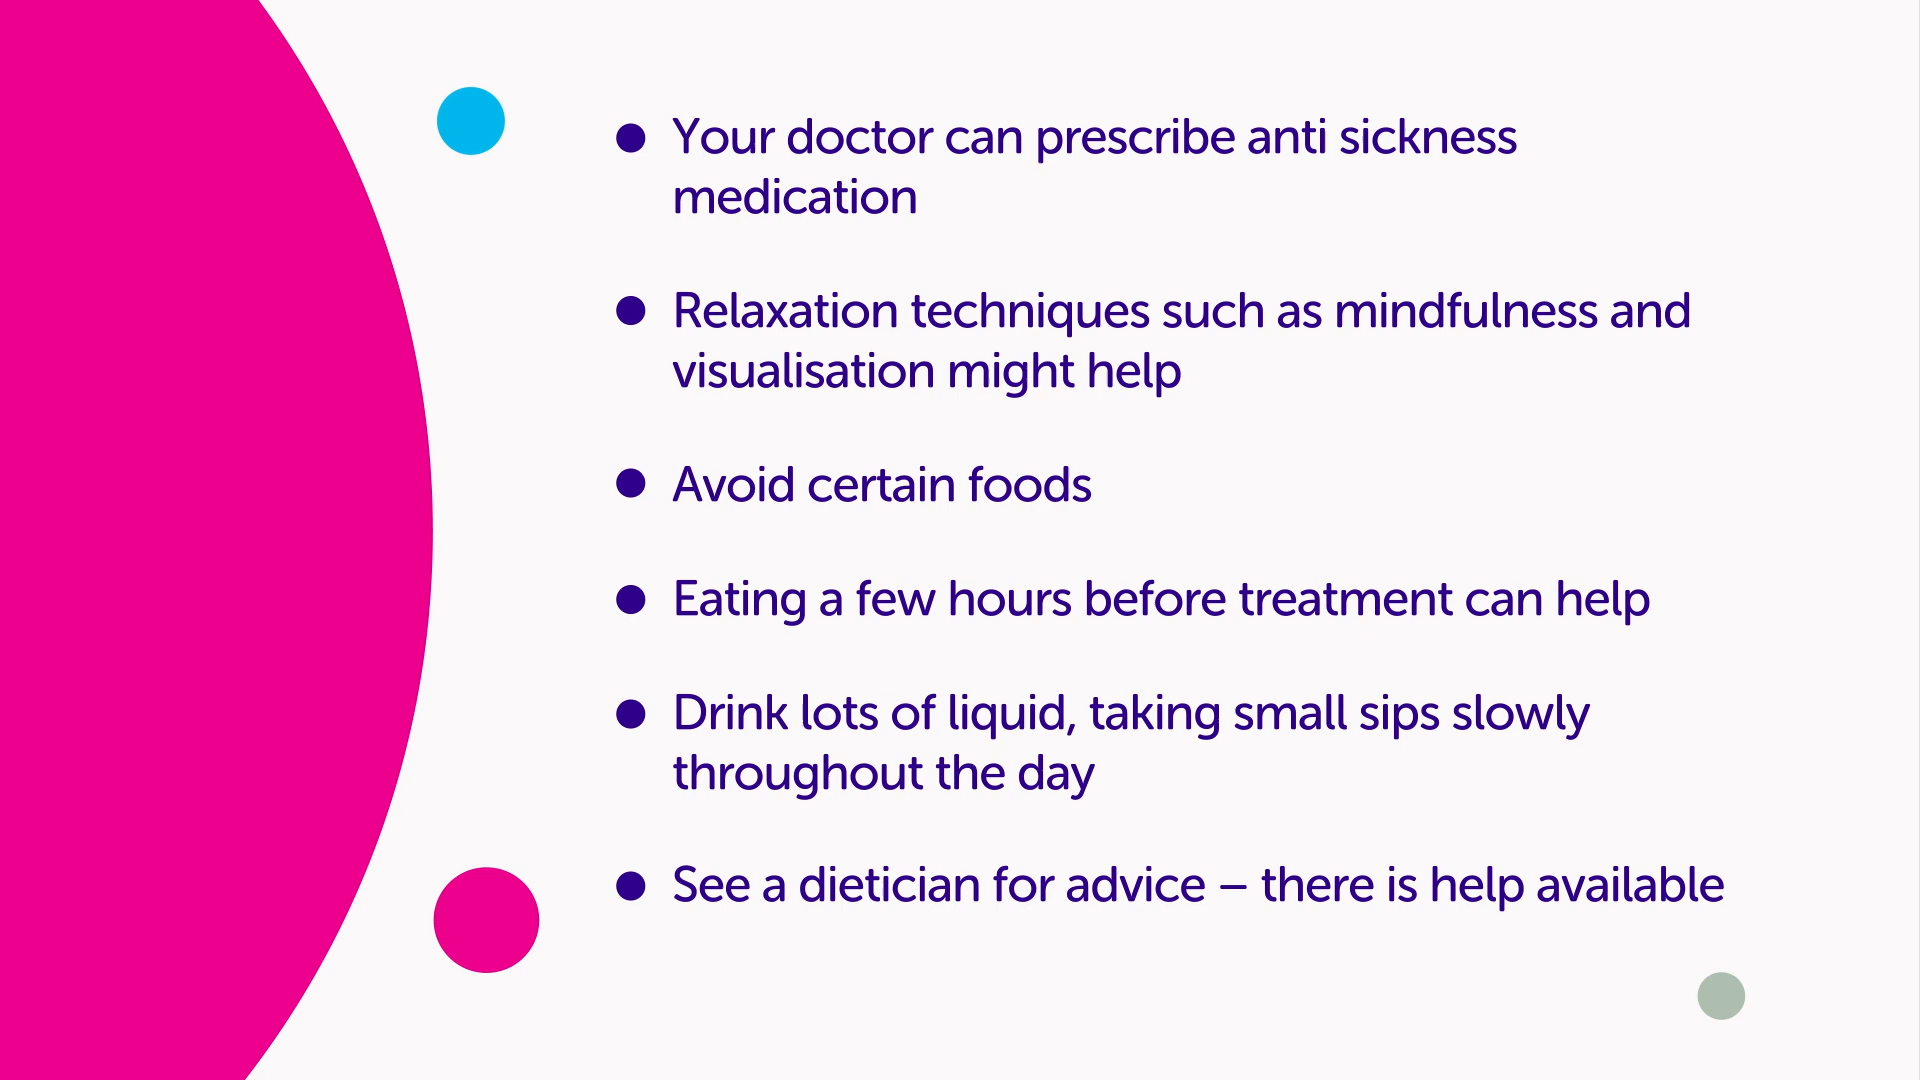 ● Your doctor can prescribe anti sickness
medication
● Relaxation techniques such as mindfulness and
visualisation might help
● Avoid certain foods
● Eating a few hours before treatment can help
● Drink lots of liquid, taking small sips slowly
throughout the day
● See a dietician for advice – there is help available